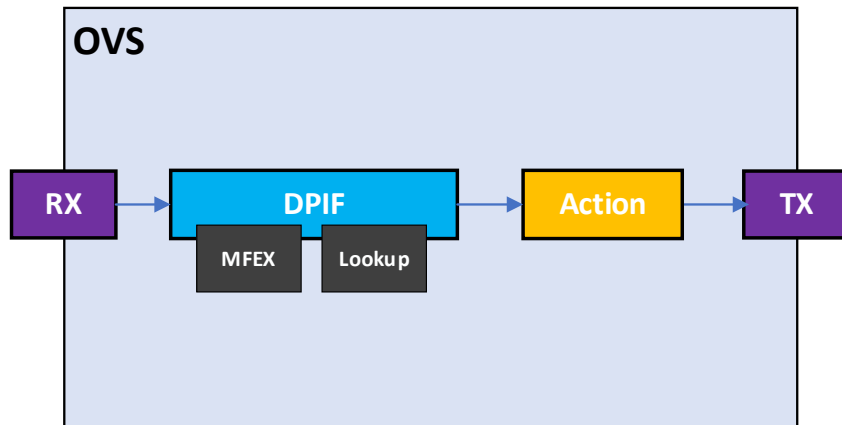 OVS
RX
DPIF
Action
TX
MFEX
Lookup